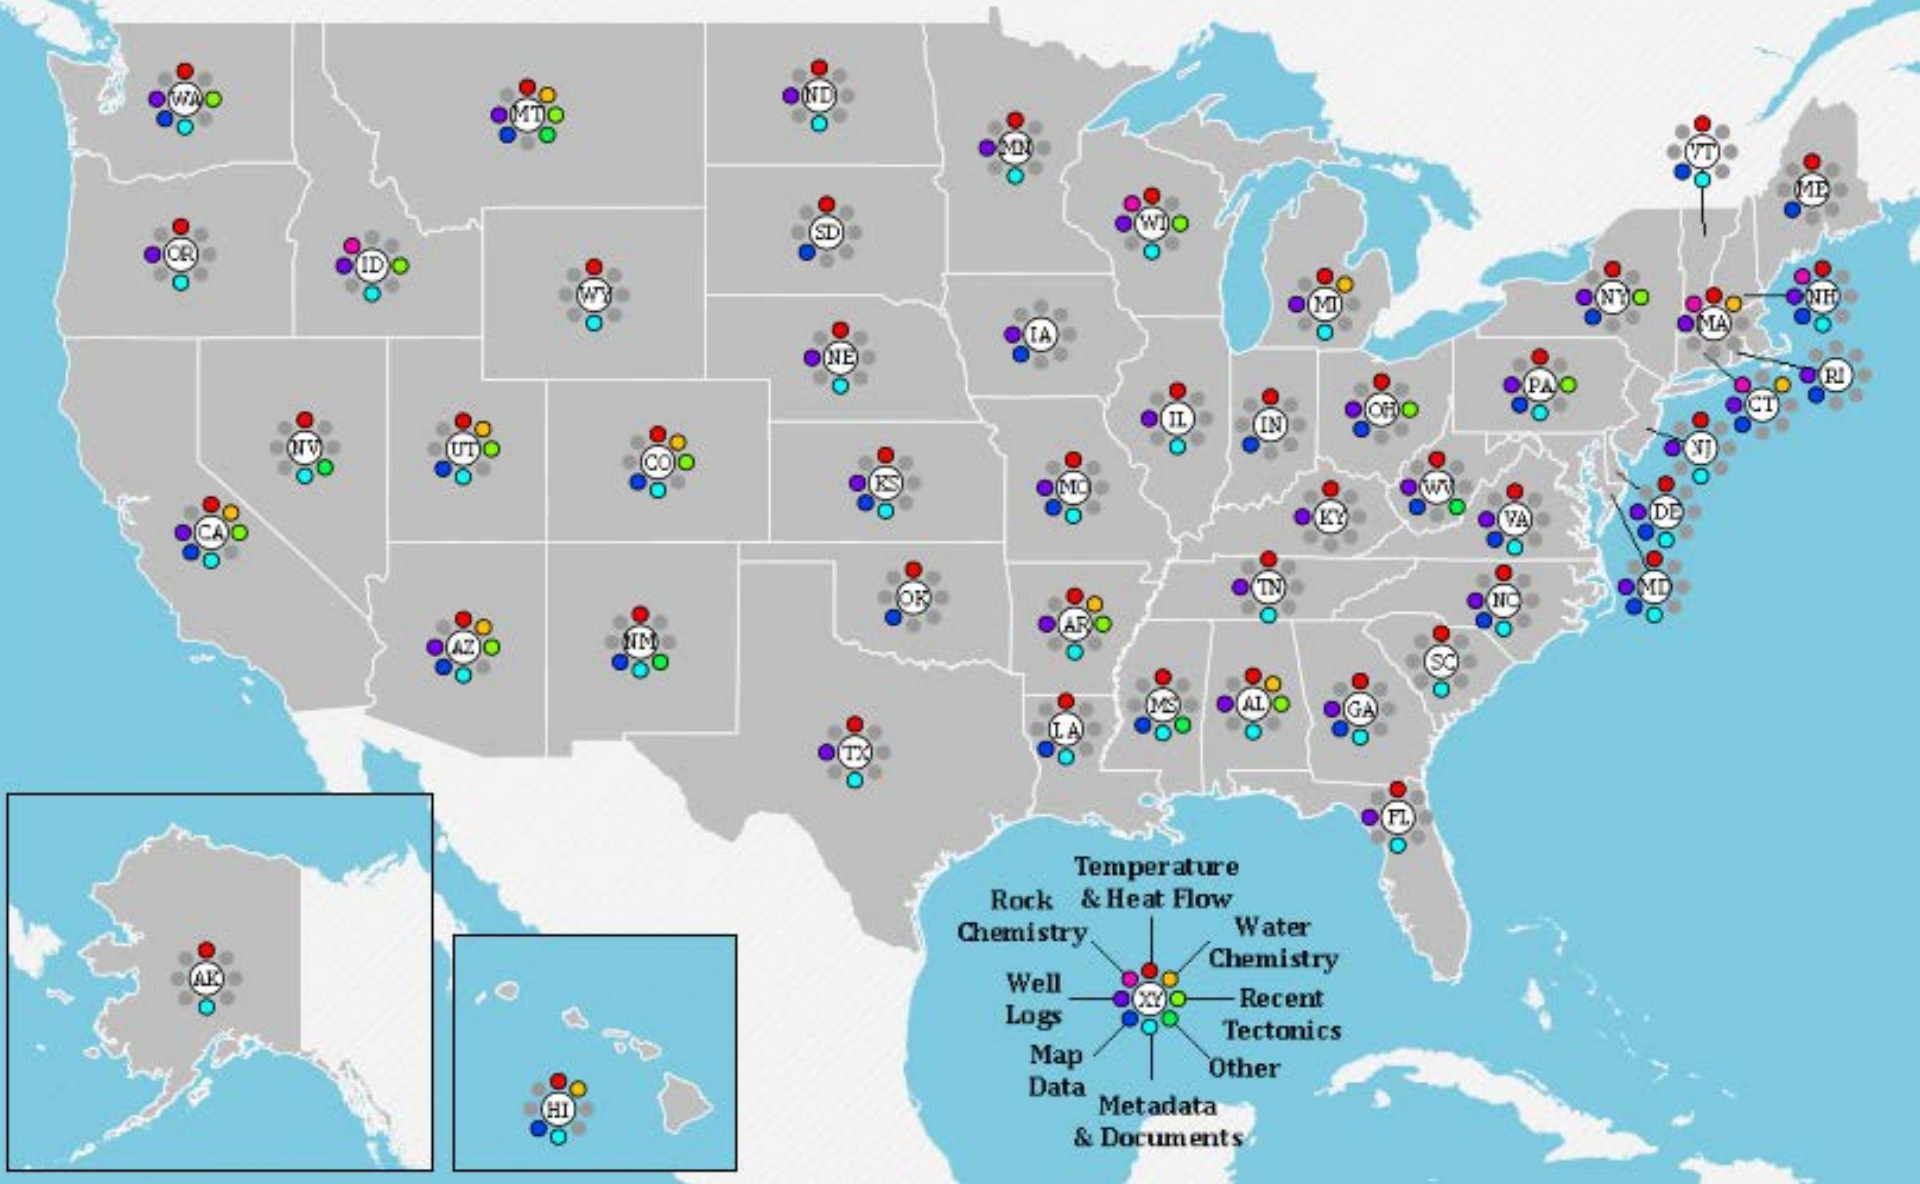 WA
MT
ND
MN
VT
ME
OR
ID
WY
SD
WI
MI
NY
MA
NH
NE
IA
PA
RI
CT
NV
UT
CO
KS
MO
IL
IN
OH
WV
NJ
CA
KY
VA
DE
AZ
NM
OK
AR
TN
NC
MD
TX
LA
MS
AL
GA
SC
FL
AK
HI
Temperature
& Heat Flow
Rock
Chemistry
Water
Chemistry
Well
Logs
XY
Recent
Tectonics
Map
Data
Other
Metadata
& Documents